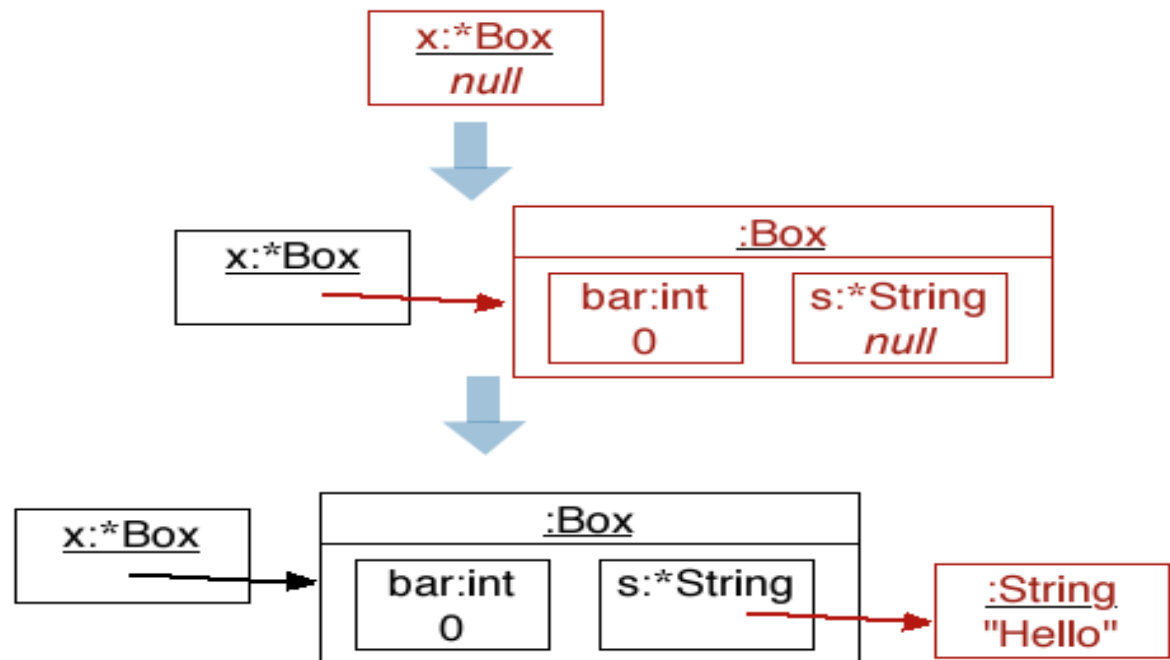 x:*Box
null
x:*Box
:Box
bar:int
0
s:*String
null
x:*Box
:Box
bar:int
0
s:*String
:String
"Hello"